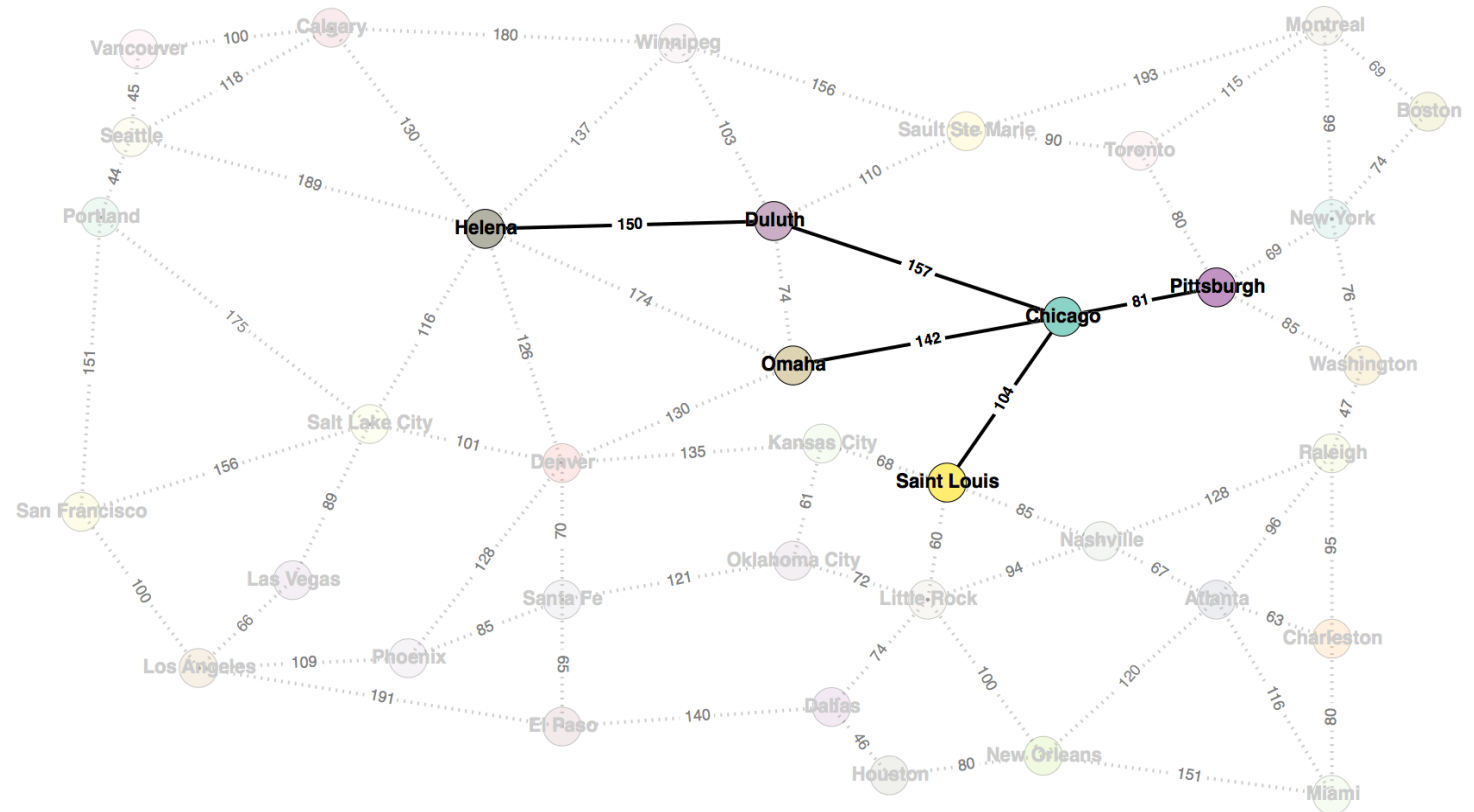 Calgary
Montreal
Vancouver
100
180
Winnipeg
118
156
193
69
45
115
Boston
Seattle
130
137
103
Sault Ste Marie
90
Toronto
66
74
44
189
110
Portland
Helena
150
Duluth
80
New York
69
157
Pittsburgh
174
74
81
76
175
116
Chicago
85
126
142
151
Omaha
Washington
130
104
47
Salt Lake City
101
Kansas City
135
Denver
68
Raleigh
156
Saint Louis
89
61
128
San Francisco
85
96
70
60
Nashville
95
128
Oklahoma City
94
67
Las Vegas
121
72
100
Santa Fe
Little Rock
Atlanta
66
85
63
Charleston
74
Los Angeles
109
Phoenix
65
100
120
191
116
Dallas
140
80
El Paso
46
New Orleans
80
151
Houston
Miami